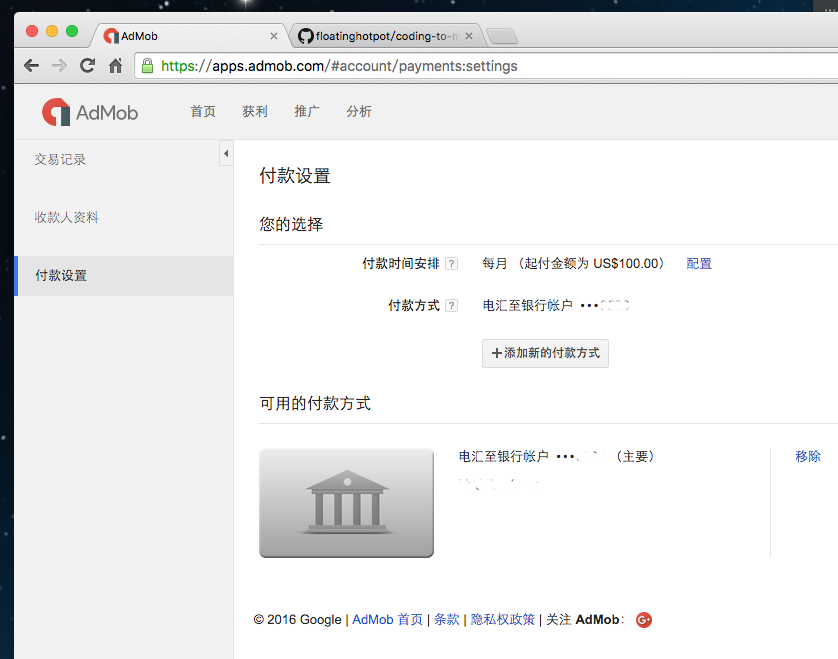 AdMob
floatinghotpot/coding-to-
https://apps.admob.com/#account/payments:settings
AdMob 首页 获利 推广 分析
交易记录
收款人资料
付款设置
付款设置
您的选择
付款时间安排 ? 每月 （起付金额为 US$100.00） 配置
付款方式 ? 电汇至银行帐户 •••
+添加新的付款方式
可用的付款方式
电汇至银行帐户 ••• （主要） 移除
© 2016 Google | AdMob 首页 | 条款 | 隐私权政策 | 关注 AdMob： G+